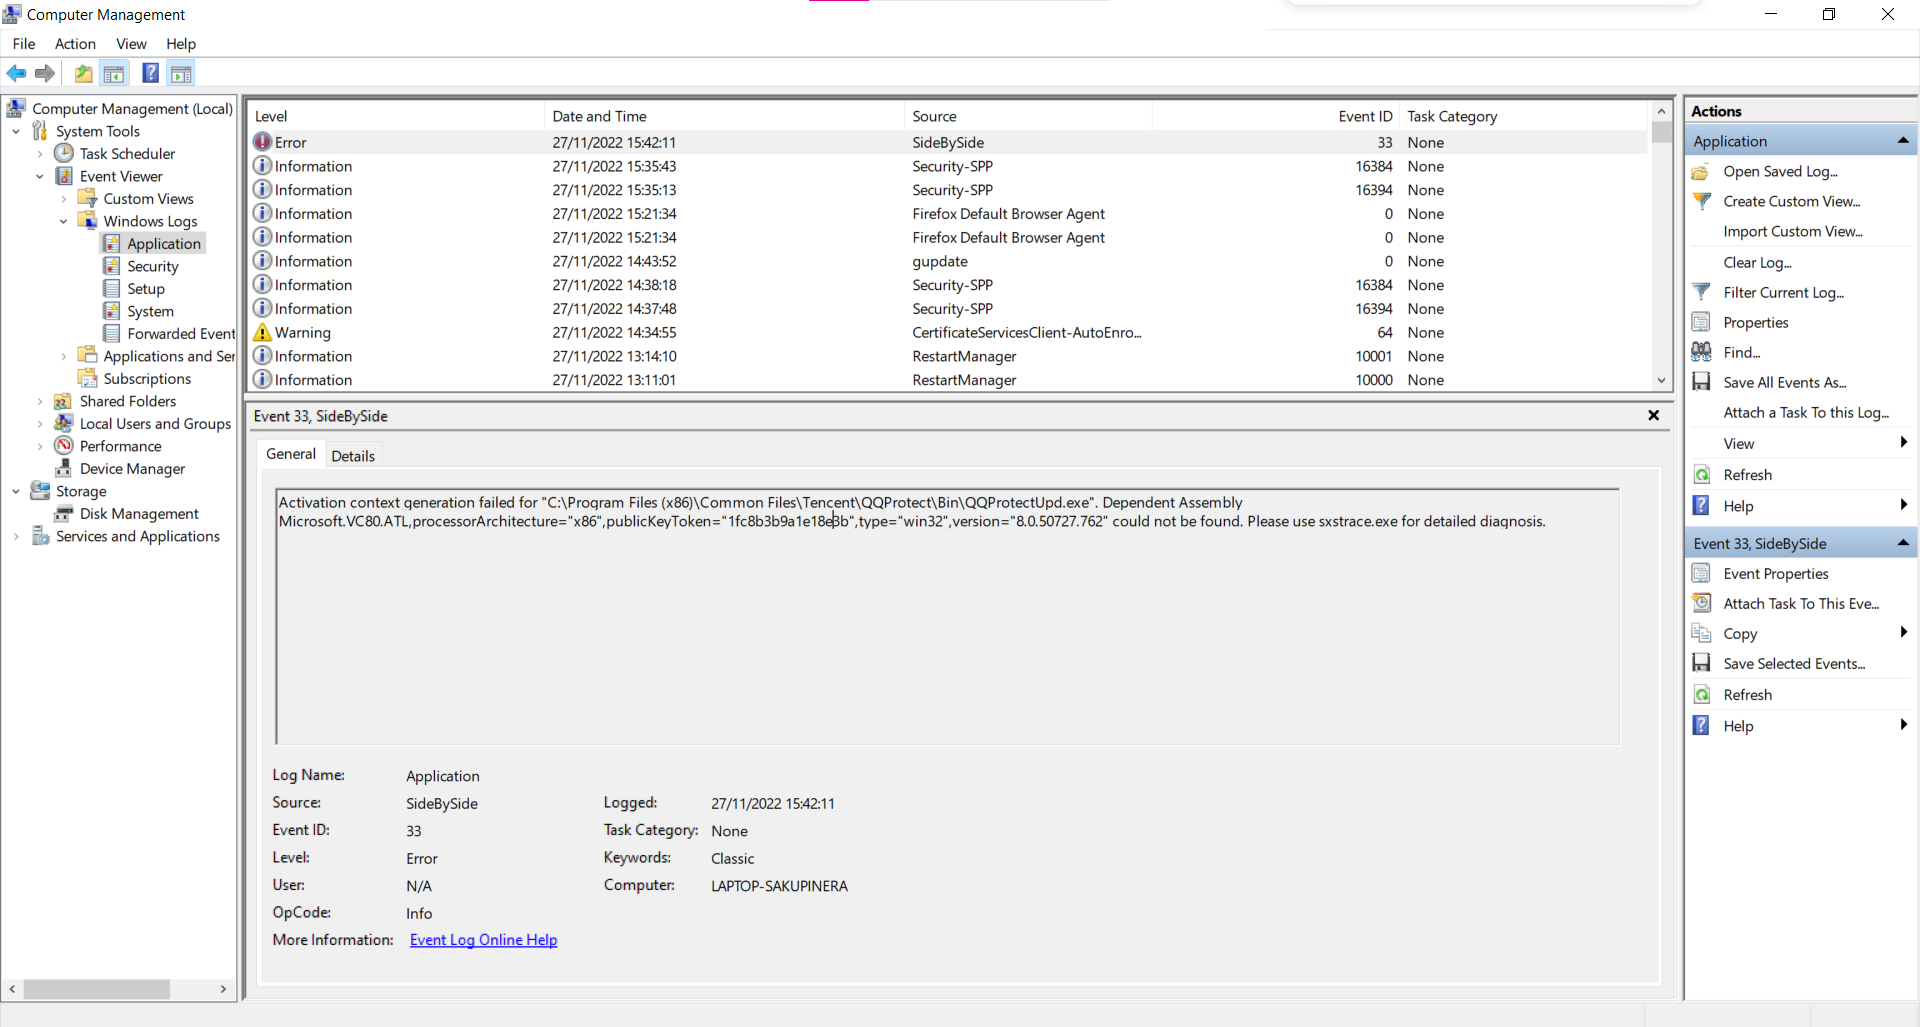 Computer Management
File Action View Help
Computer Management (Local)
System Tools
Task Scheduler
Event Viewer
Custom Views
Windows Logs
Application
Security
Setup
System
Forwarded Event
Applications and Ser
Subscriptions
Shared Folders
Local Users and Groups
Performance
Device Manager
Storage
Disk Management
Services and Applications
Level Date and Time Source Event ID Task Category
Error 27/11/2022 15:42:11 SideBySide 33 None
Information 27/11/2022 15:35:43 Security-SPP 16384 None
Information 27/11/2022 15:35:13 Security-SPP 16394 None
Information 27/11/2022 15:21:34 Firefox Default Browser Agent 0 None
Information 27/11/2022 15:21:34 Firefox Default Browser Agent 0 None
Information 27/11/2022 14:43:52 gupdate 0 None
Information 27/11/2022 14:38:18 Security-SPP 16384 None
Information 27/11/2022 14:37:48 Security-SPP 16394 None
Warning 27/11/2022 14:34:55 CertificateServicesClient-AutoEnro... 64 None
Information 27/11/2022 13:14:10 RestartManager 10001 None
Information 27/11/2022 13:11:01 RestartManager 10000 None
Event 33, SideBySide
General Details
Activation context generation failed for "C:\Program Files (x86)\Common Files\Tencent\QQProtect\Bin\QQProtectUpd.exe". Dependent Assembly
Microsoft.VC80.ATL,processorArchitecture="x86",publicKeyToken="1fc8b3b9a1e18e3b",type="win32",version="8.0.50727.762" could not be found. Please use sxstrace.exe for detailed diagnosis.
Log Name: Application
Source: SideBySide Logged: 27/11/2022 15:42:11
Event ID: 33 Task Category: None
Level: Error Keywords: Classic
User: N/A Computer: LAPTOP-SAKUPINERA
OpCode: Info
More Information: Event Log Online Help
Actions
Application
Open Saved Log...
Create Custom View...
Import Custom View...
Clear Log...
Filter Current Log...
Properties
Find...
Save All Events As...
Attach a Task To this Log...
View
Refresh
Help
Event 33, SideBySide
Event Properties
Attach Task To This Eve...
Copy
Save Selected Events...
Refresh
Help